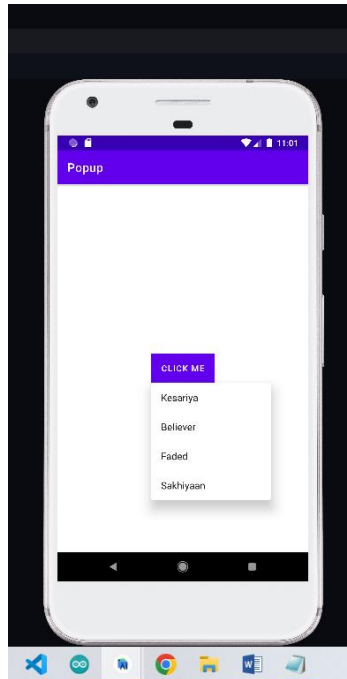 11:01
Popup
CLICK ME
Kesariya
Believer
Faded
Sakhiyaan